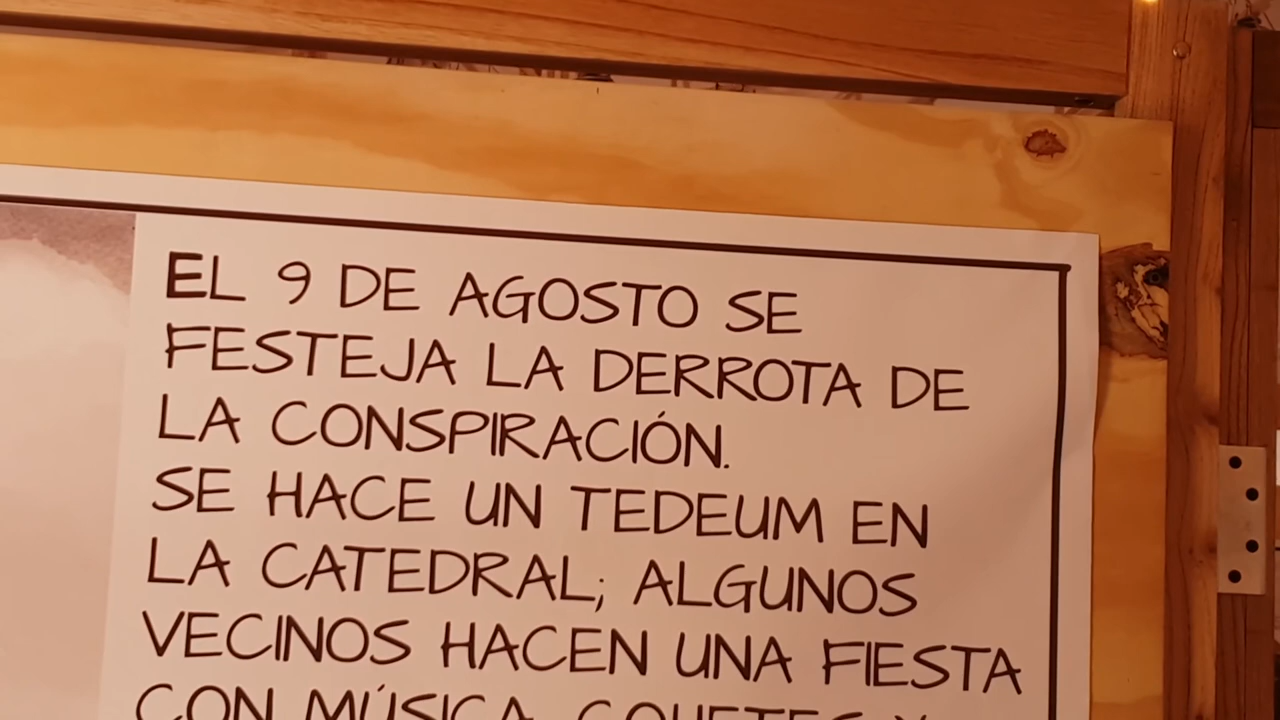 EL 9 DE AGOSTO SE
FESTEJA LA DERROTA DE
LA CONSPIRACIÓN.
SE HACE UN TEDEUM EN
LA CATEDRAL; ALGUNOS
VECINOS HACEN UNA FIESTA
CON MÚSICA, COHETES Y